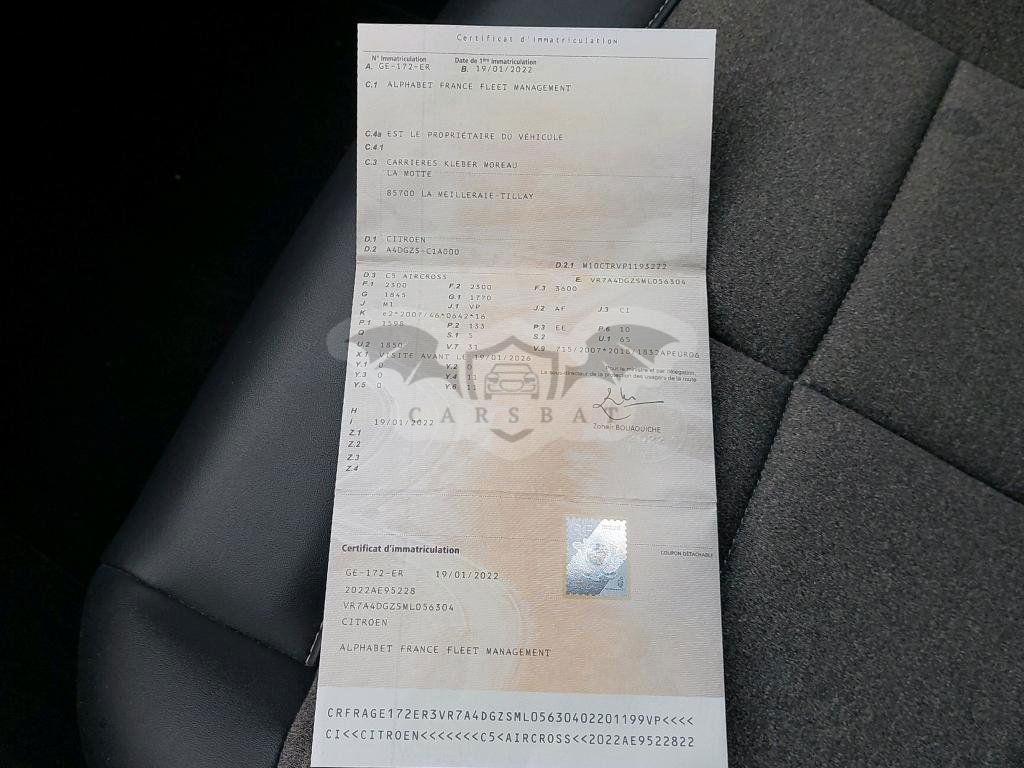 Certificat d'immatriculation
N° Immatriculation Date de 1ère immatriculation
A. GE-172-ER B. 19/01/2022
C.1 ALPHABET FRANCE FLEET MANAGEMENT
C.4a EST LE PROPRIÉTAIRE DU VÉHICULE
C.4.1
C.3 CARRIERES KLEBER MOREAU
LA MOTTE
85700 LA MEILLERAIE-TILLAY
D.1 CITROEN
D.2 A4DGZS-C1A000
D.2.1 M10CTRVP1193222
D.3 C5 AIRCROSS E. VR7A4DGZSML056304
F.1 2300 F.2 2300 F.3 3600
G 1845 G.1 1770
J M1 J.1 VP J.2 AF J.3 CI
K e2*2007/46*0642*16
P.1 1598 P.2 133 P.3 EE P.6 10
Q S.1 5 S.2 U.1 65
U.2 1850 V.7 31 V.9 715/2007*2018/1832APEURO6
X.1 VISITE AVANT LE 19/01/2026
Y.1 0 Y.2 0
Y.3 0 Y.4 11
Y.5 0 Y.6 11
Pour le ministre et par délégation,
La sous-directeur de la protection des usagers de la route
Zoheir BOUAOUICHE
H
I 19/01/2022
Z.1
Z.2
Z.3
Z.4
CARSBAT
Certificat d'immatriculation COUPON DÉTACHABLE
GE-172-ER 19/01/2022
2022AE95228
VR7A4DGZSML056304
CITROEN
ALPHABET FRANCE FLEET MANAGEMENT
CRFRAGE172ER3VR7A4DGZSML05630402201199VP<<<<
CI<<CITROEN<<<<<<<C5<AIRCROSS<<2022AE9522822